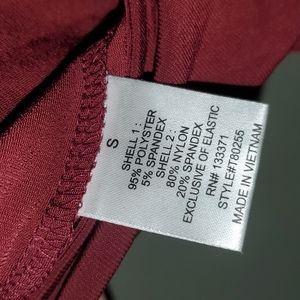 S
SHELL 1 :
95% POLYSTER
5% SPANDEX
SHELL 2 :
80% NYLON
20% SPANDEX
EXCLUSIVE OF ELASTIC
RN# 133371
STYLE#T80255
MADE IN VIETNAM